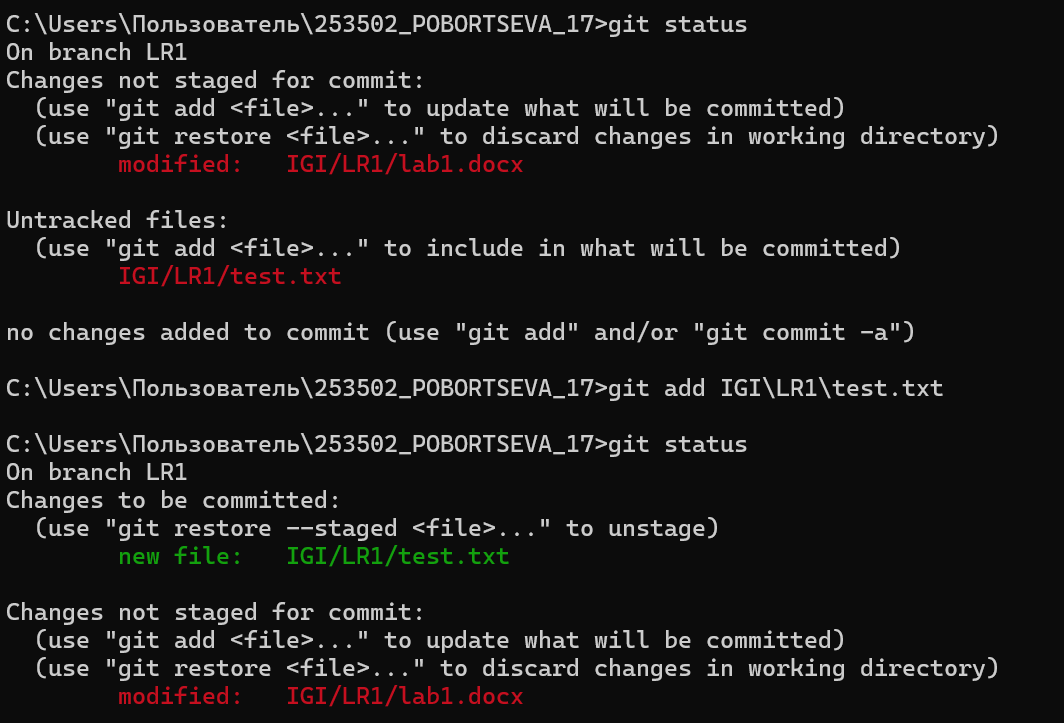 C:\Users\Пользователь\253502_POBORTSEVA_17>git status
On branch LR1
Changes not staged for commit:
  (use "git add <file>..." to update what will be committed)
  (use "git restore <file>..." to discard changes in working directory)
        modified:   IGI/LR1/lab1.docx

Untracked files:
  (use "git add <file>..." to include in what will be committed)
        IGI/LR1/test.txt

no changes added to commit (use "git add" and/or "git commit -a")

C:\Users\Пользователь\253502_POBORTSEVA_17>git add IGI\LR1\test.txt

C:\Users\Пользователь\253502_POBORTSEVA_17>git status
On branch LR1
Changes to be committed:
  (use "git restore --staged <file>..." to unstage)
        new file:   IGI/LR1/test.txt

Changes not staged for commit:
  (use "git add <file>..." to update what will be committed)
  (use "git restore <file>..." to discard changes in working directory)
        modified:   IGI/LR1/lab1.docx